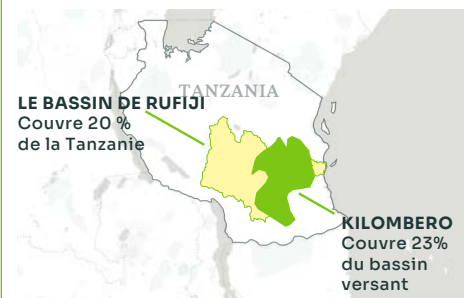 TANZANIA
LE BASSIN DE RUFIJI
Couvre 20 %
de la Tanzanie
KILOMBERO
Couvre 23%
du bassin
versant